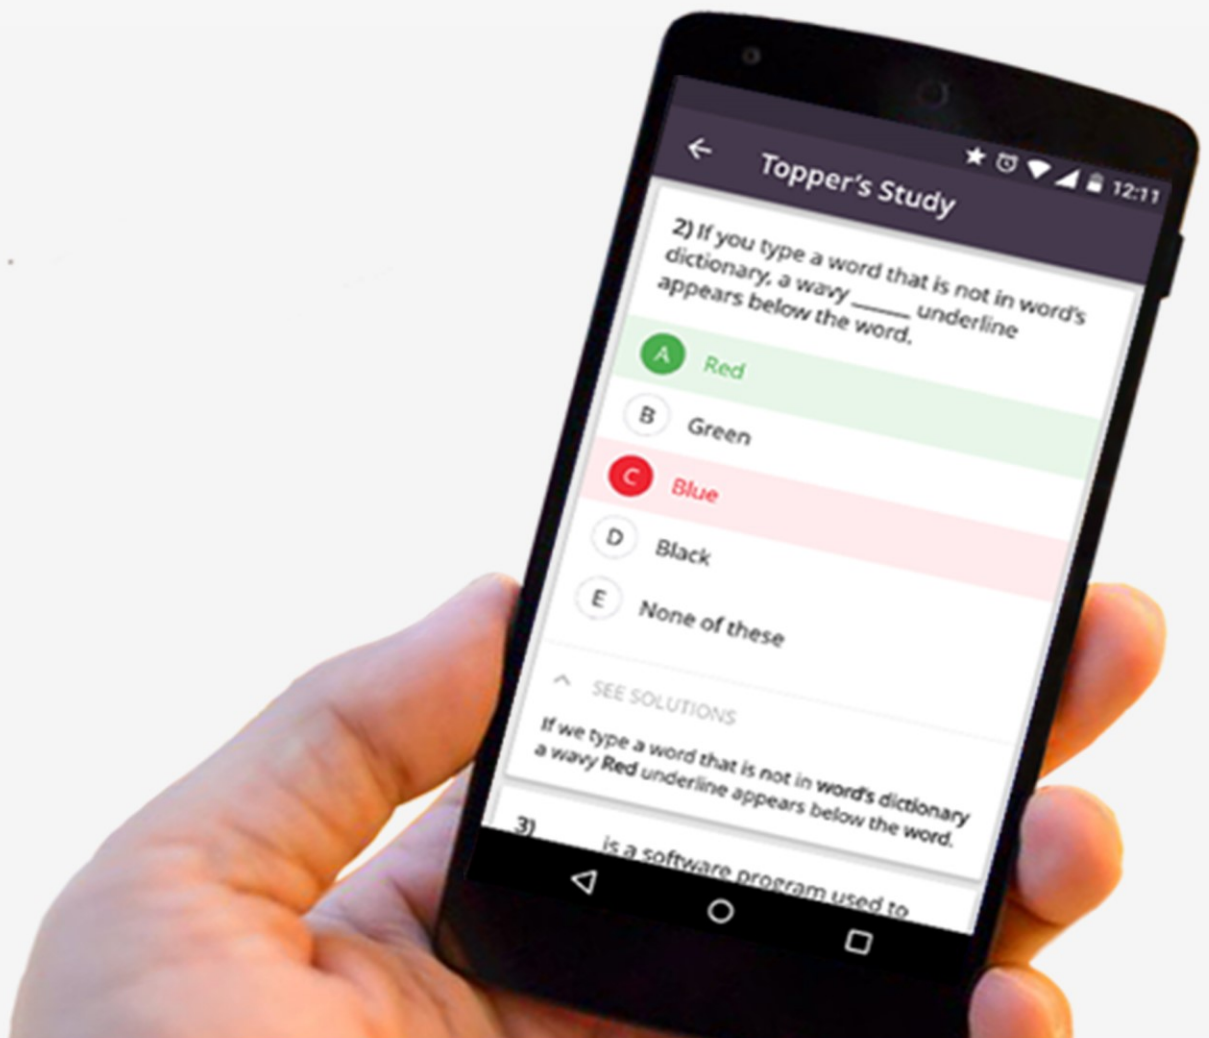 12:11
Topper's Study
2) If you type a word that is not in word's
dictionary, a wavy ______ underline
appears below the word.
A Red
B Green
C Blue
D Black
E None of these
SEE SOLUTIONS
If we type a word that is not in word's dictionary
a wavy Red underline appears below the word.
3) ______ is a software program used to